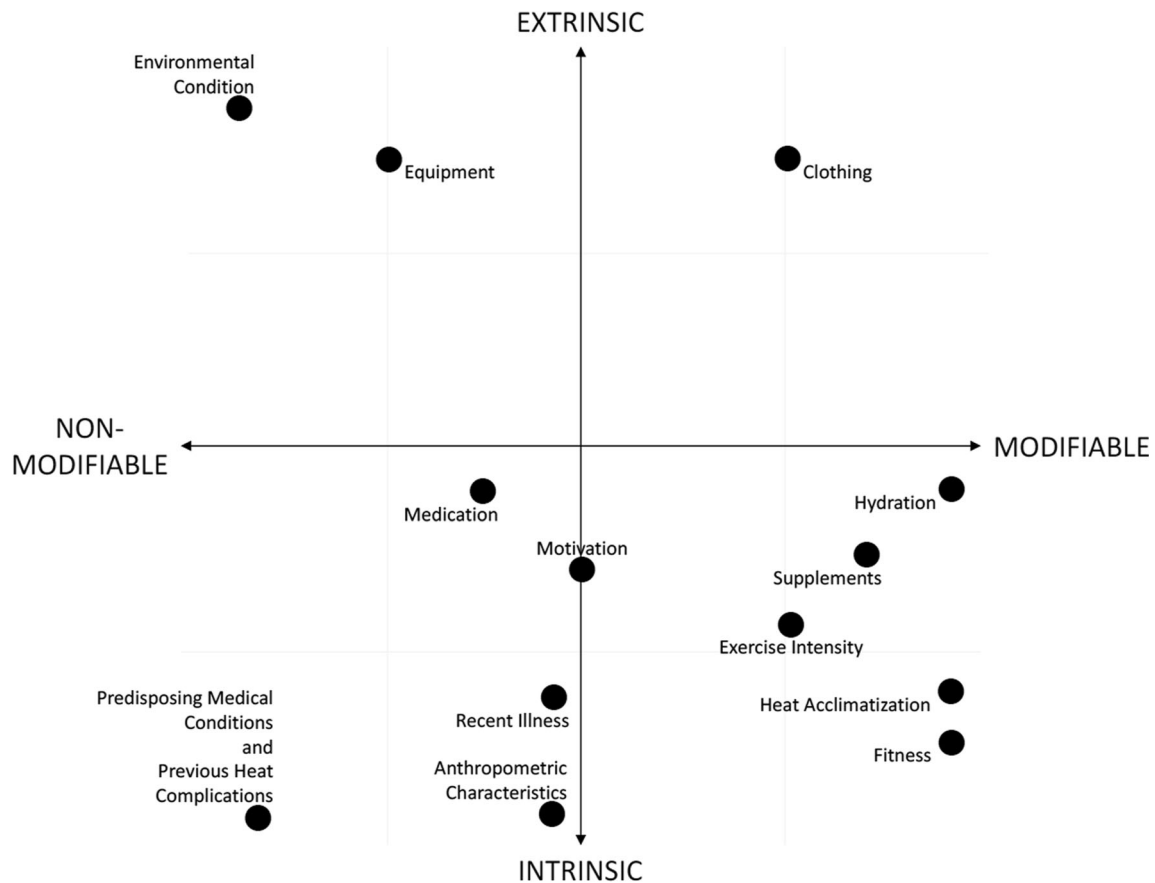 EXTRINSIC
Environmental
Condition
Equipment
Clothing
NON-
MODIFIABLE
MODIFIABLE
Medication
Hydration
Motivation
Supplements
Exercise Intensity
Predisposing Medical
Conditions
and
Previous Heat
Complications
Recent Illness
Heat Acclimatization
Anthropometric
Characteristics
Fitness
INTRINSIC